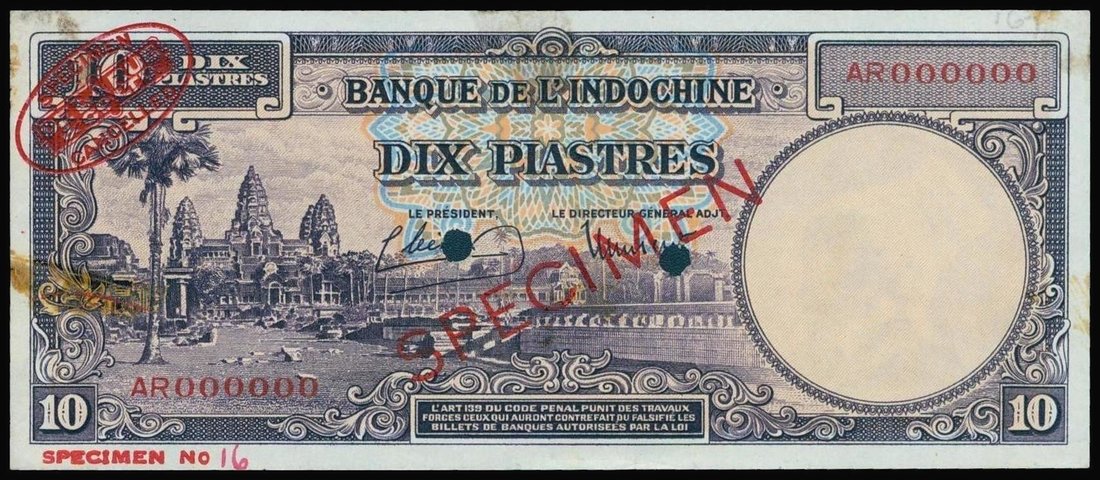 DIX
PIASTRES
AR000000
BANQUE DE L'INDOCHINE
DIX PIASTRES
LE PRÉSIDENT,
LE DIRECTEUR GÉNÉRAL ADJT.
SPECIMEN
AR000000
10
L'ART 139 DU CODE PENAL PUNIT DES TRAVAUX
FORCES CEUX QUI AURONT CONTREFAIT OU FALSIFIE LES
BILLETS DE BANQUES AUTORISEES PAR LA LOI
10
SPECIMEN NO 16